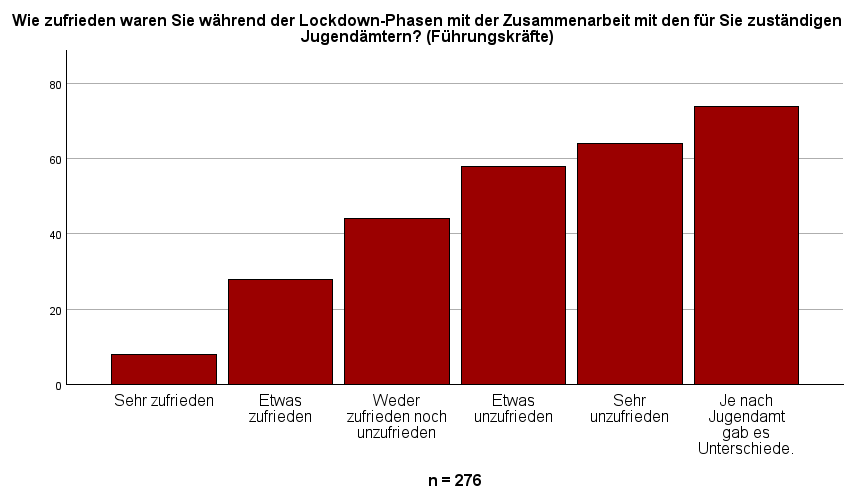 Wie zufrieden waren Sie während der Lockdown-Phasen mit der Zusammenarbeit mit den für Sie zuständigen
Jugendämtern? (Führungskräfte)
80
60
40
20
0
Sehr zufrieden
Etwas
zufrieden
Weder
zufrieden noch
unzufrieden
Etwas
unzufrieden
Sehr
unzufrieden
Je nach
Jugendamt
gab es
Unterschiede.
n = 276